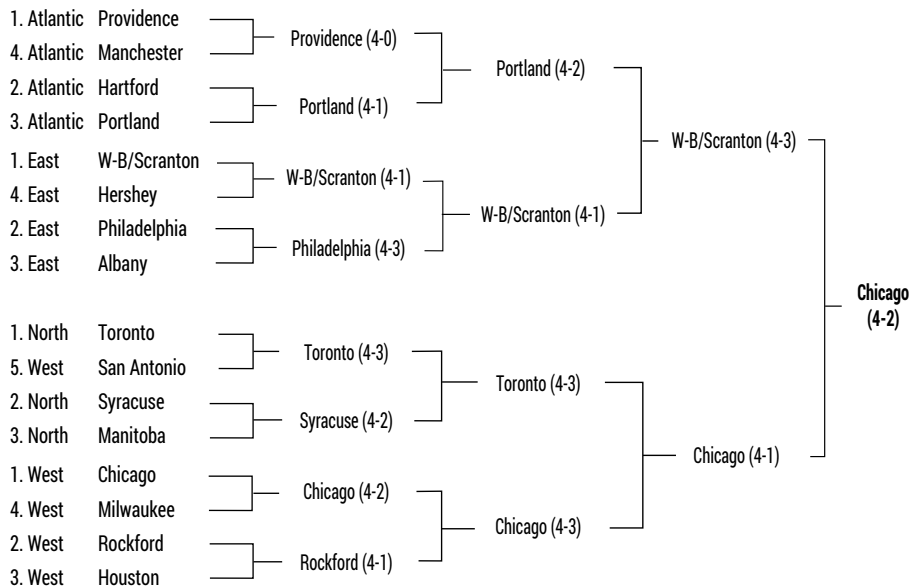 1. Atlantic Providence
4. Atlantic Manchester
2. Atlantic Hartford
3. Atlantic Portland
1. East W-B/Scranton
4. East Hershey
2. East Philadelphia
3. East Albany
1. North Toronto
5. West San Antonio
2. North Syracuse
3. North Manitoba
1. West Chicago
4. West Milwaukee
2. West Rockford
3. West Houston
Providence (4-0)
Portland (4-1)
W-B/Scranton (4-1)
Philadelphia (4-3)
Toronto (4-3)
Syracuse (4-2)
Chicago (4-2)
Rockford (4-1)
Portland (4-2)
W-B/Scranton (4-1)
Toronto (4-3)
Chicago (4-3)
W-B/Scranton (4-3)
Chicago (4-1)
Chicago
(4-2)